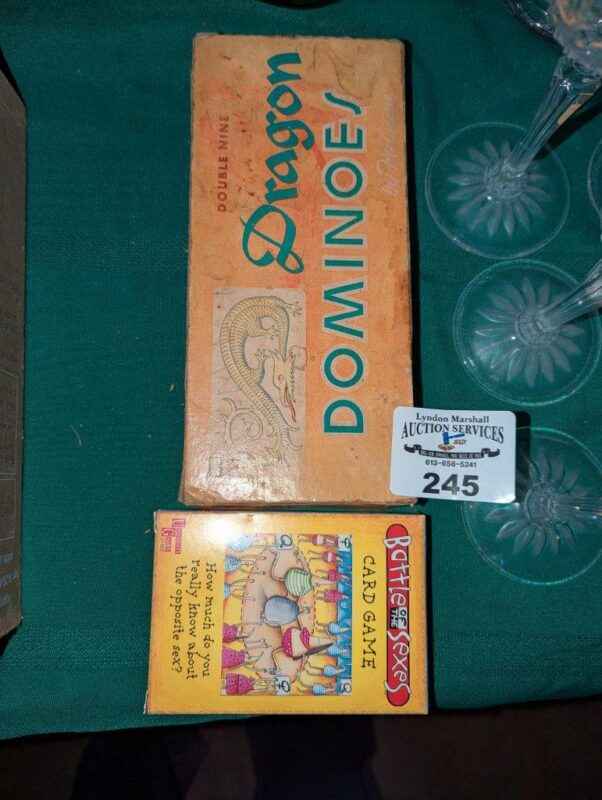 DOUBLE NINE
Dragon
DOMINOES
Lyndon Marshall
AUCTION SERVICES
613-656-5241
245
Battle OF THE Sexes
CARD GAME
How much do you
really know about
the opposite sex?